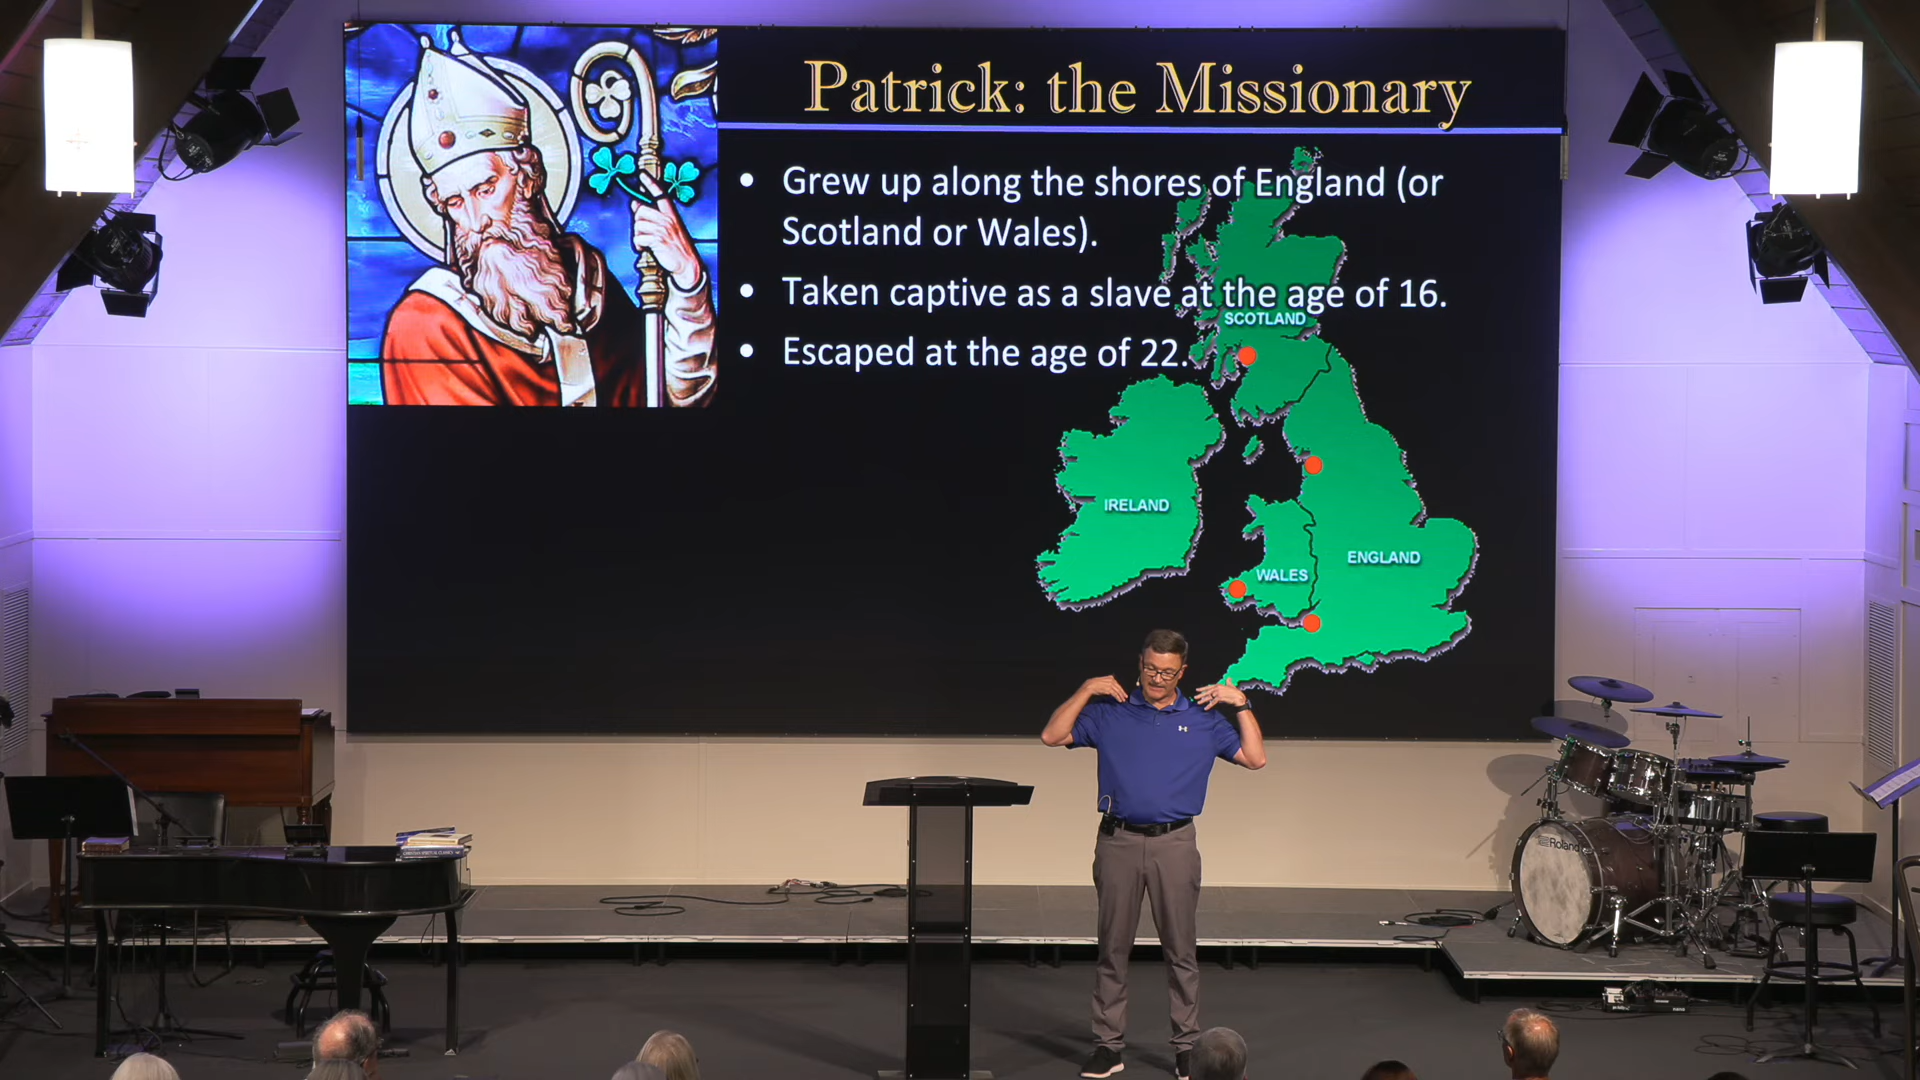 Patrick: the Missionary
• Grew up along the shores of England (or
Scotland or Wales).
• Taken captive as a slave at the age of 16.
• Escaped at the age of 22.
SCOTLAND
IRELAND
ENGLAND
WALES
Roland